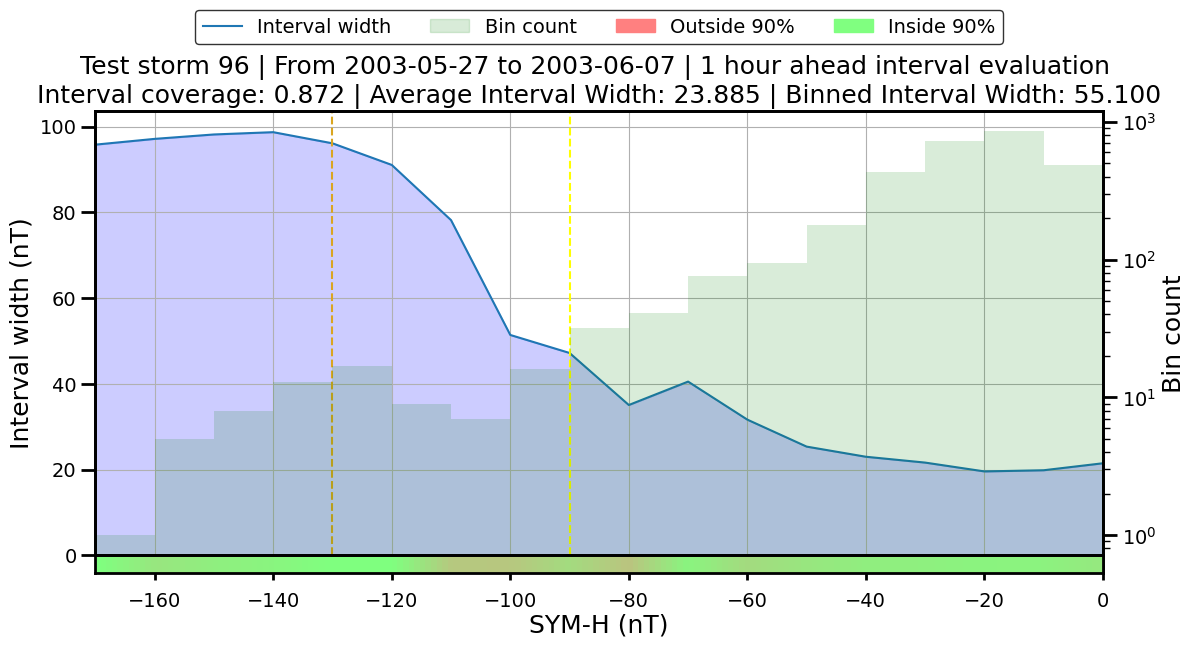 Interval width Bin count Outside 90% Inside 90%
Test storm 96 | From 2003-05-27 to 2003-06-07 | 1 hour ahead interval evaluation
Interval coverage: 0.872 | Average Interval Width: 23.885 | Binned Interval Width: 55.100
Interval width (nT)
100
80
60
40
20
0
10³
10²
10¹
10⁰
Bin count
−160 −140 −120 −100 −80 −60 −40 −20 0
SYM-H (nT)